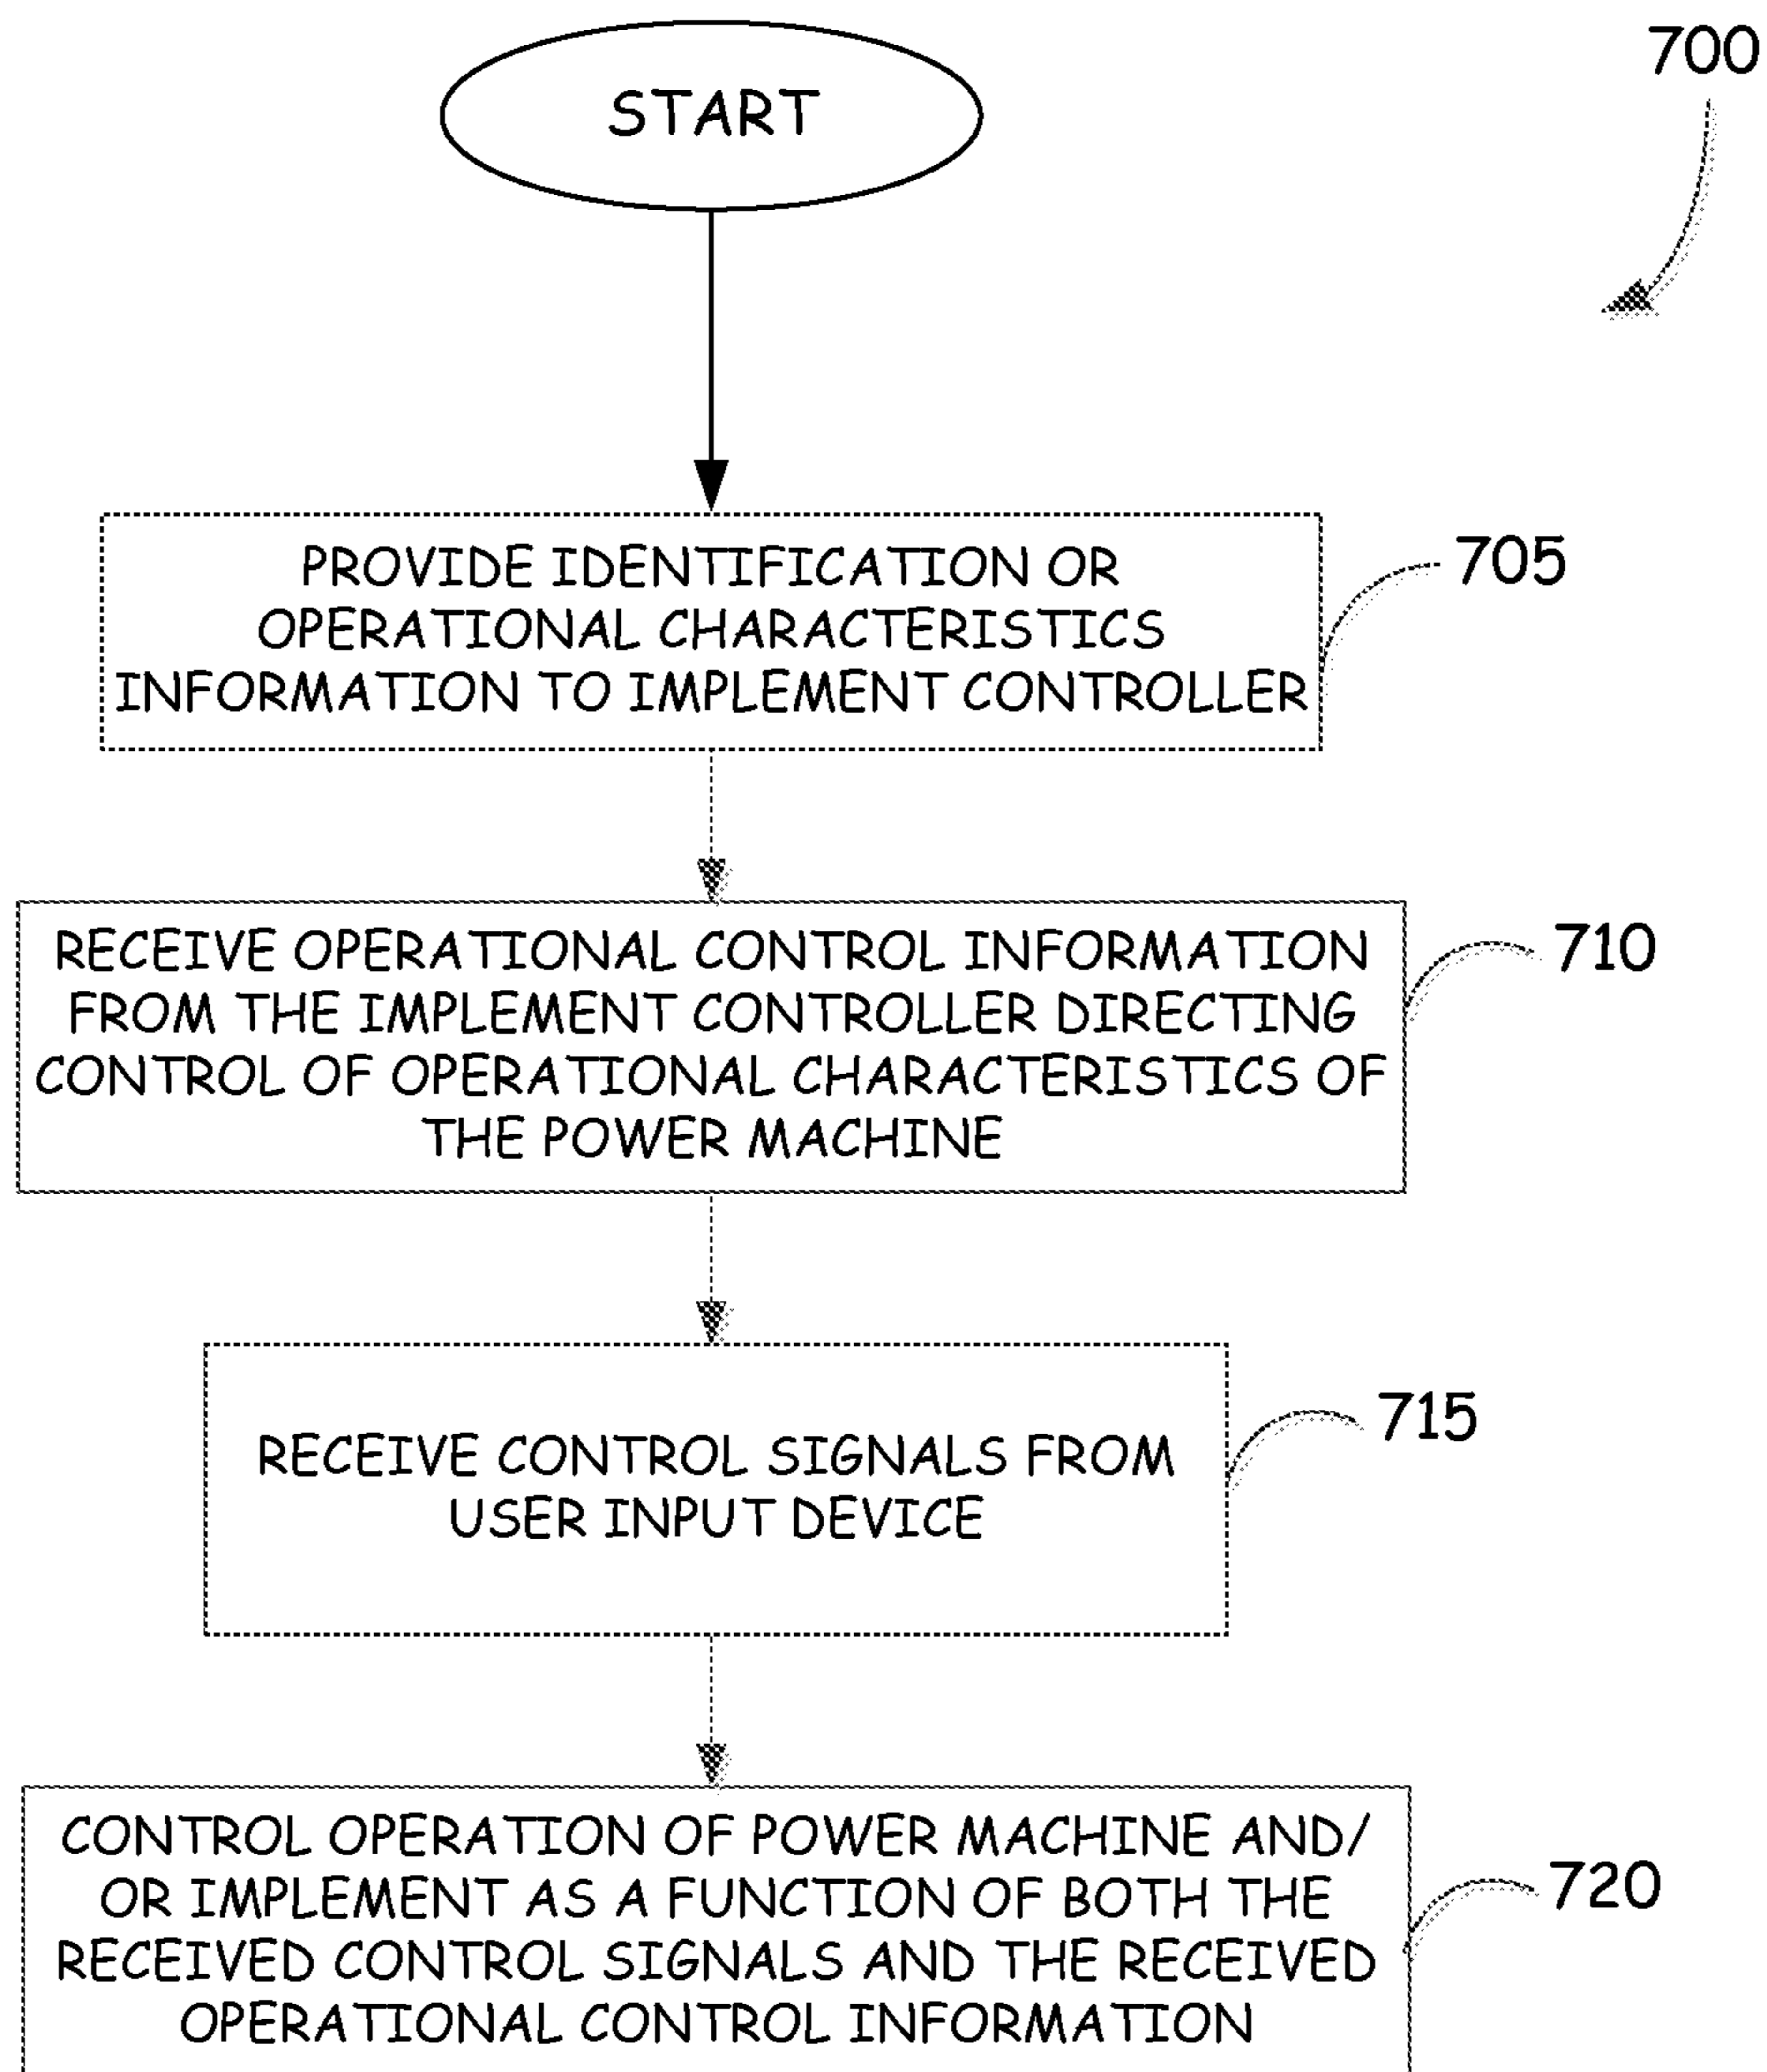 700
START
PROVIDE IDENTIFICATION OR
OPERATIONAL CHARACTERISTICS
INFORMATION TO IMPLEMENT CONTROLLER
705
RECEIVE OPERATIONAL CONTROL INFORMATION
FROM THE IMPLEMENT CONTROLLER DIRECTING
CONTROL OF OPERATIONAL CHARACTERISTICS OF
THE POWER MACHINE
710
RECEIVE CONTROL SIGNALS FROM
USER INPUT DEVICE
715
CONTROL OPERATION OF POWER MACHINE AND/
OR IMPLEMENT AS A FUNCTION OF BOTH THE
RECEIVED CONTROL SIGNALS AND THE RECEIVED
OPERATIONAL CONTROL INFORMATION
720